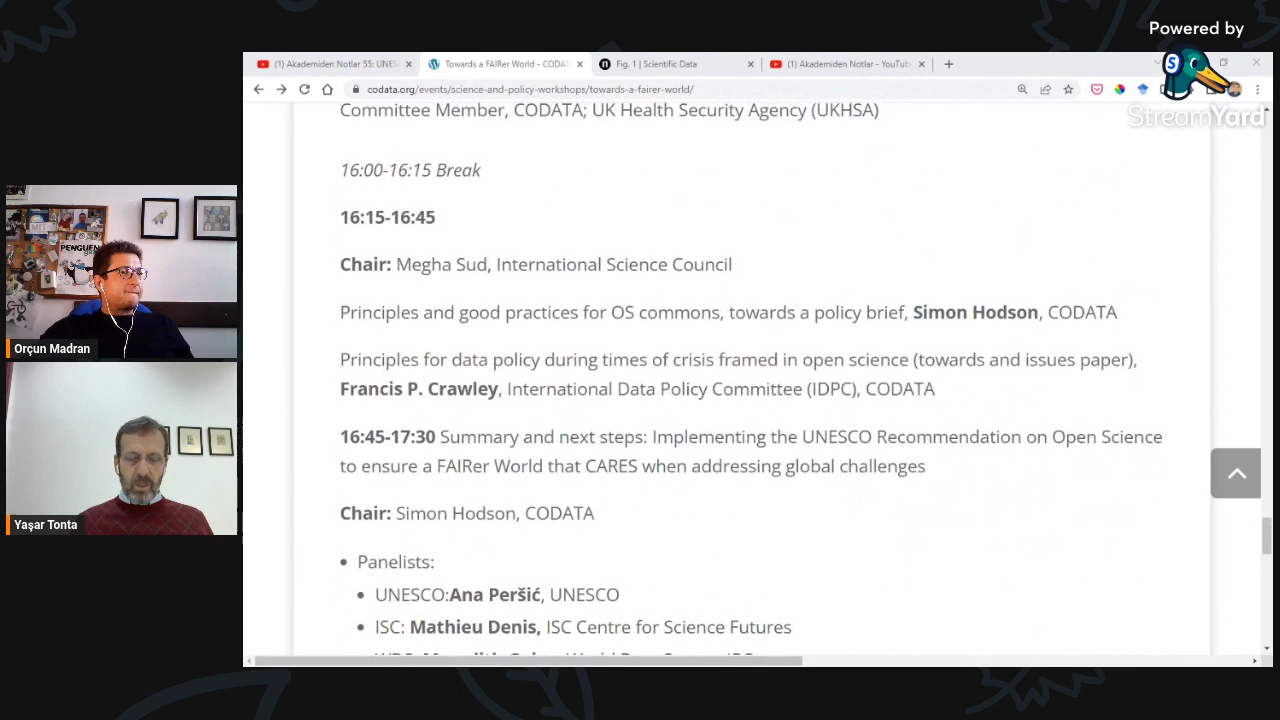 Powered by
StreamYard
(1) Akademiden Notlar 55: UNES
Towards a FAIRer World - CODAT
Fig. 1 | Scientific Data
(1) Akademiden Notlar - YouTube
codata.org/events/science-and-policy-workshops/towards-a-fairer-world/
Committee Member, CODATA; UK Health Security Agency (UKHSA)
16:00-16:15 Break
16:15-16:45
Chair: Megha Sud, International Science Council
Principles and good practices for OS commons, towards a policy brief, Simon Hodson, CODATA
Principles for data policy during times of crisis framed in open science (towards and issues paper),
Francis P. Crawley, International Data Policy Committee (IDPC), CODATA
16:45-17:30 Summary and next steps: Implementing the UNESCO Recommendation on Open Science
to ensure a FAIRer World that CARES when addressing global challenges
Chair: Simon Hodson, CODATA
• Panelists:
• UNESCO:Ana Peršić, UNESCO
• ISC: Mathieu Denis, ISC Centre for Science Futures
MIT
PENGUEN
Orçun Madran
Yaşar Tonta